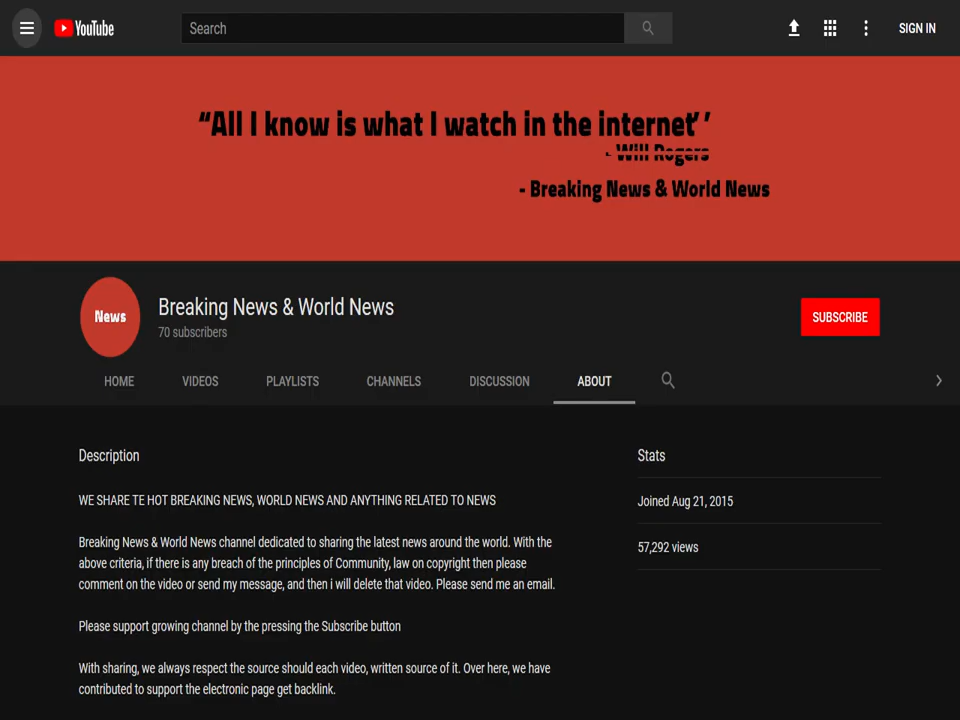 YouTube
Search
SIGN IN
“All I know is what I watch in the internet’’
- Will Rogers
- Breaking News & World News
News
Breaking News & World News
70 subscribers
SUBSCRIBE
HOME VIDEOS PLAYLISTS CHANNELS DISCUSSION ABOUT
Description
WE SHARE TE HOT BREAKING NEWS, WORLD NEWS AND ANYTHING RELATED TO NEWS
Breaking News & World News channel dedicated to sharing the latest news around the world. With the
above criteria, if there is any breach of the principles of Community, law on copyright then please
comment on the video or send my message, and then i will delete that video. Please send me an email.
Please support growing channel by the pressing the Subscribe button
With sharing, we always respect the source should each video, written source of it. Over here, we have
contributed to support the electronic page get backlink.
Stats
Joined Aug 21, 2015
57,292 views